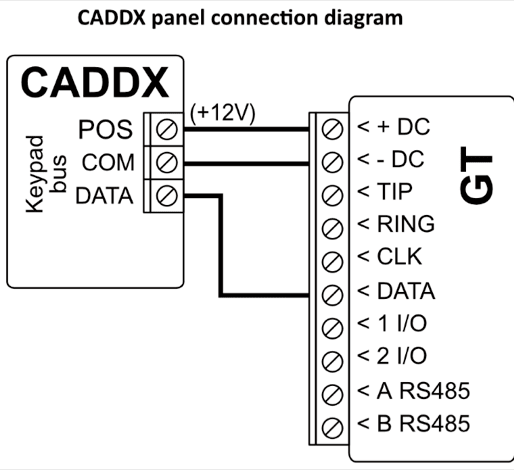 CADDX panel connection diagram
CADDX
Keypad
bus
POS
COM
DATA
(+12V)
GT
< + DC
< - DC
< TIP
< RING
< CLK
< DATA
< 1 I/O
< 2 I/O
< A RS485
< B RS485